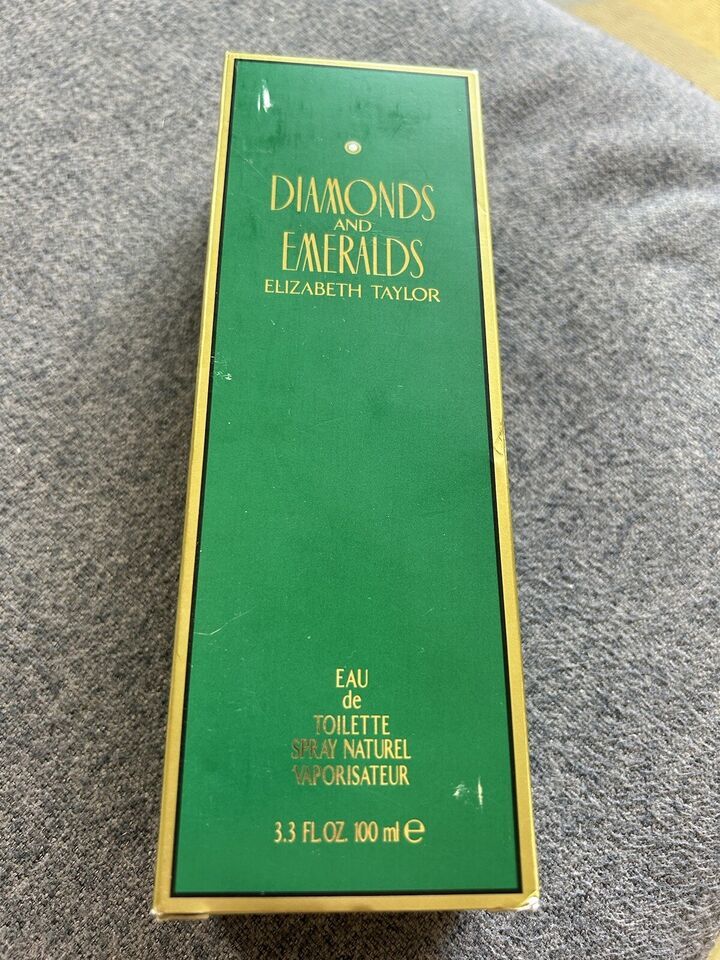 DIAMONDS
AND
EMERALDS
ELIZABETH TAYLOR
EAU
de
TOILETTE
SPRAY NATUREL
VAPORISATEUR
3.3 FL.OZ. 100 ml ℮